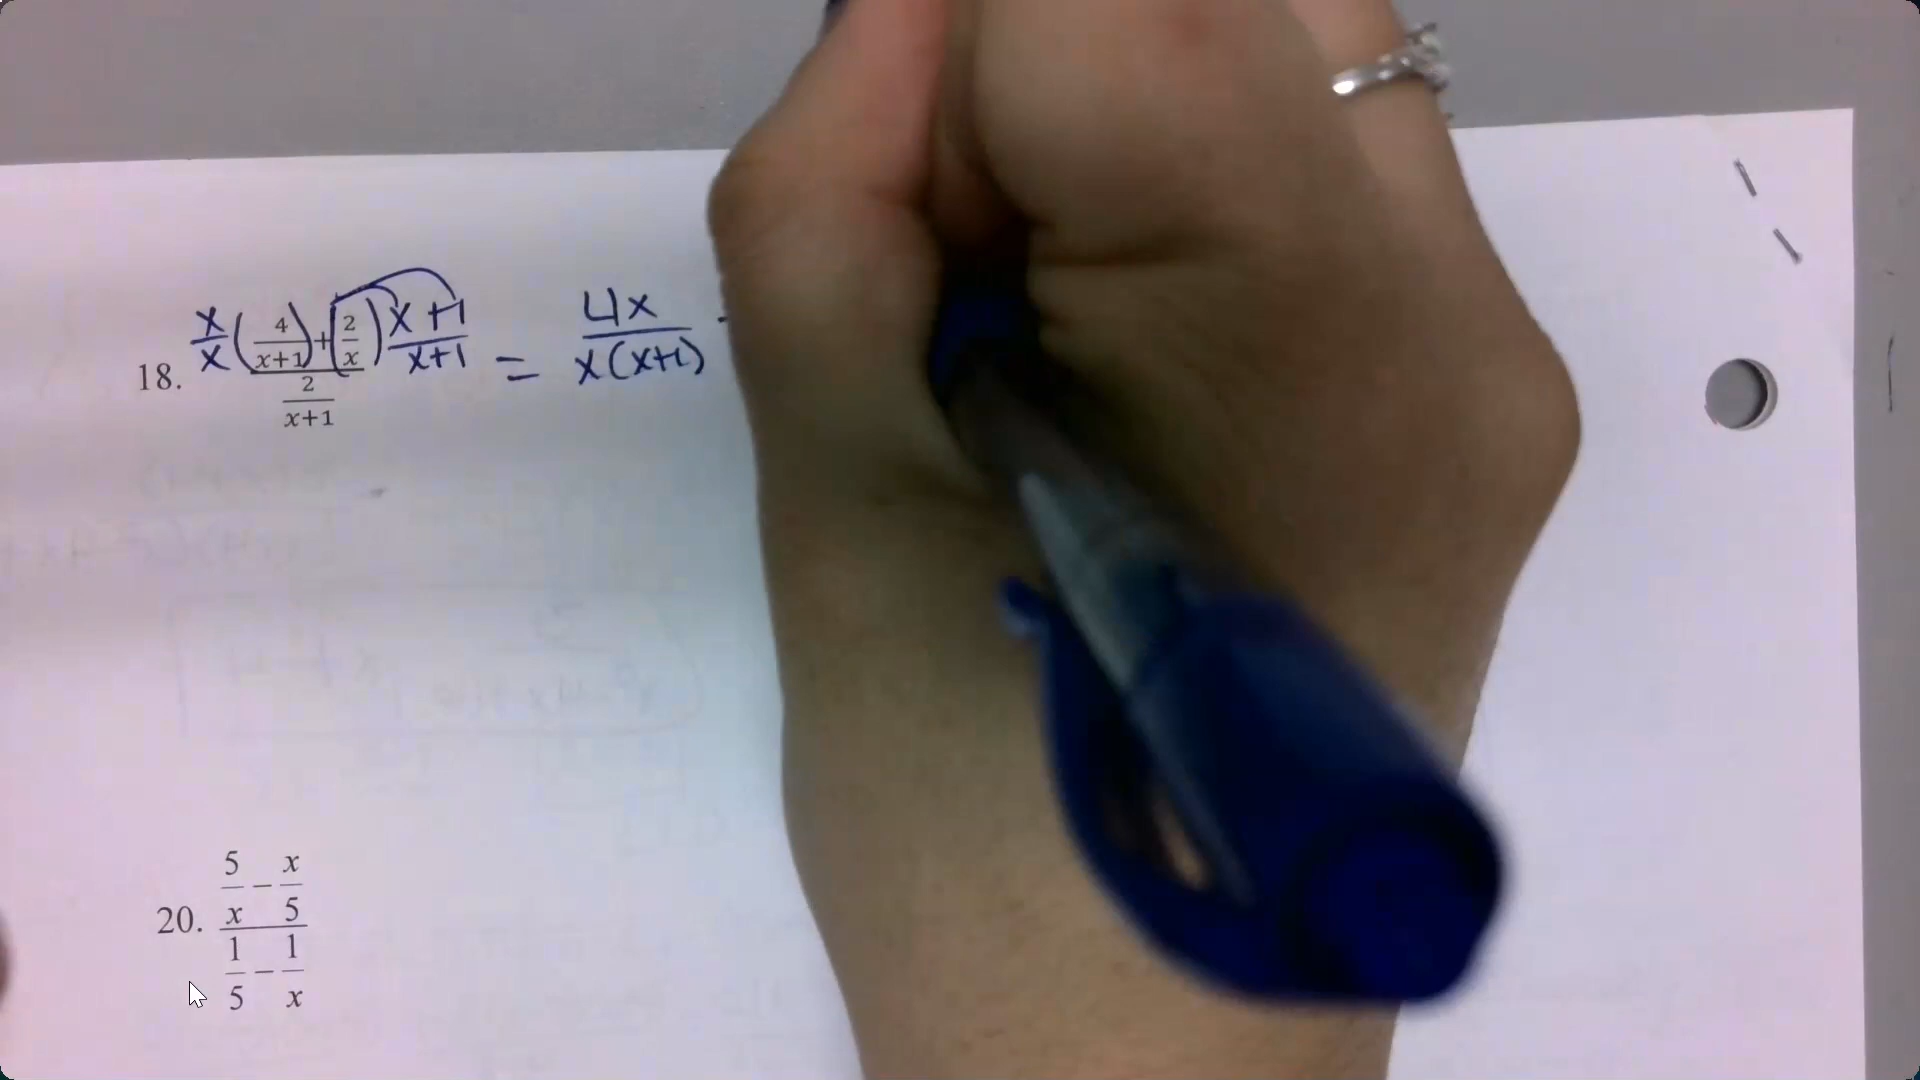 18. x/x (4/(x+1)) + (2/x) (x+1)/(x+1) / (2/(x+1)) = 4x/(x(x+1))
20. (5/x − x/5) / (1/5 − 1/x)